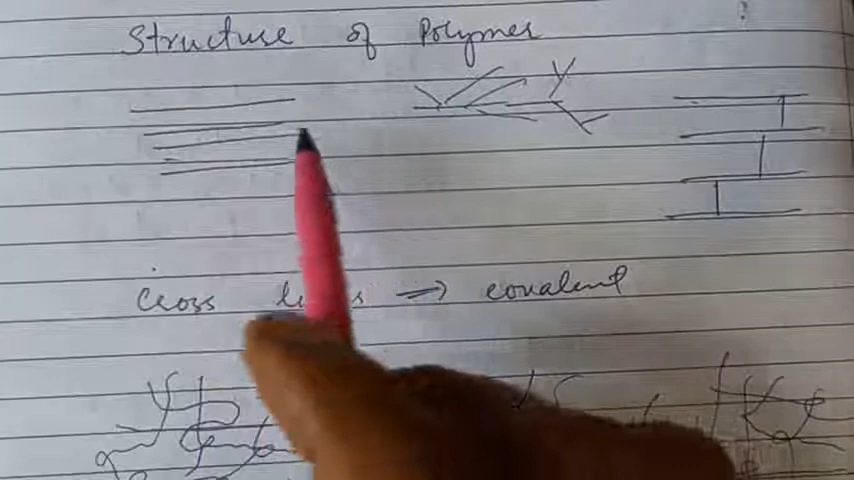 Structure of Polymer
?
Cross → covalent